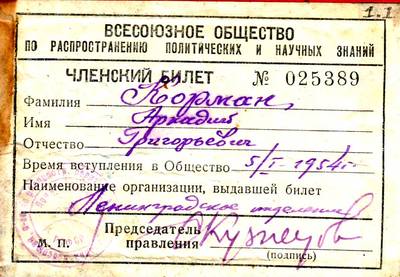 1.1
ВСЕСОЮЗНОЕ ОБЩЕСТВО
ПО РАСПРОСТРАНЕНИЮ ПОЛИТИЧЕСКИХ И НАУЧНЫХ ЗНАНИЙ
ЧЛЕНСКИЙ БИЛЕТ № 025389
Фамилия Корман,
Имя Аркадий
Отчество Григорьевич
Время вступления в Общество 5/I 1954 г.
Наименование организации, выдавшей билет
Ленинградское отделение
Председатель
правления Кузнецов
М. П. (подпись)